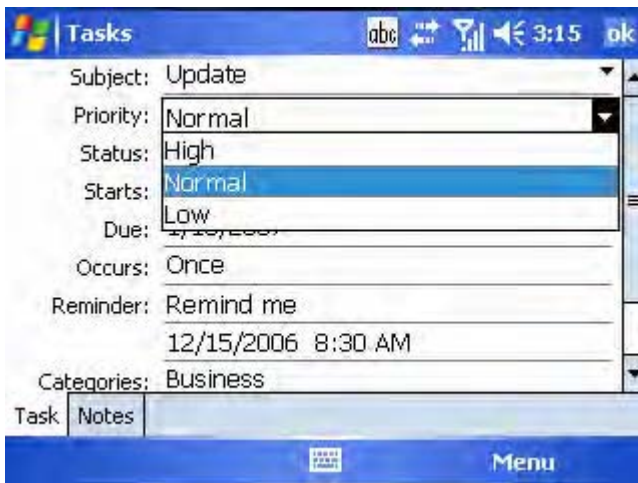 Tasks abc 3:15 ok
Subject: Update
Priority: Normal
Status: High
Starts: Normal
Low
Due:
Occurs: Once
Reminder: Remind me
12/15/2006 8:30 AM
Categories: Business
Task Notes
Menu